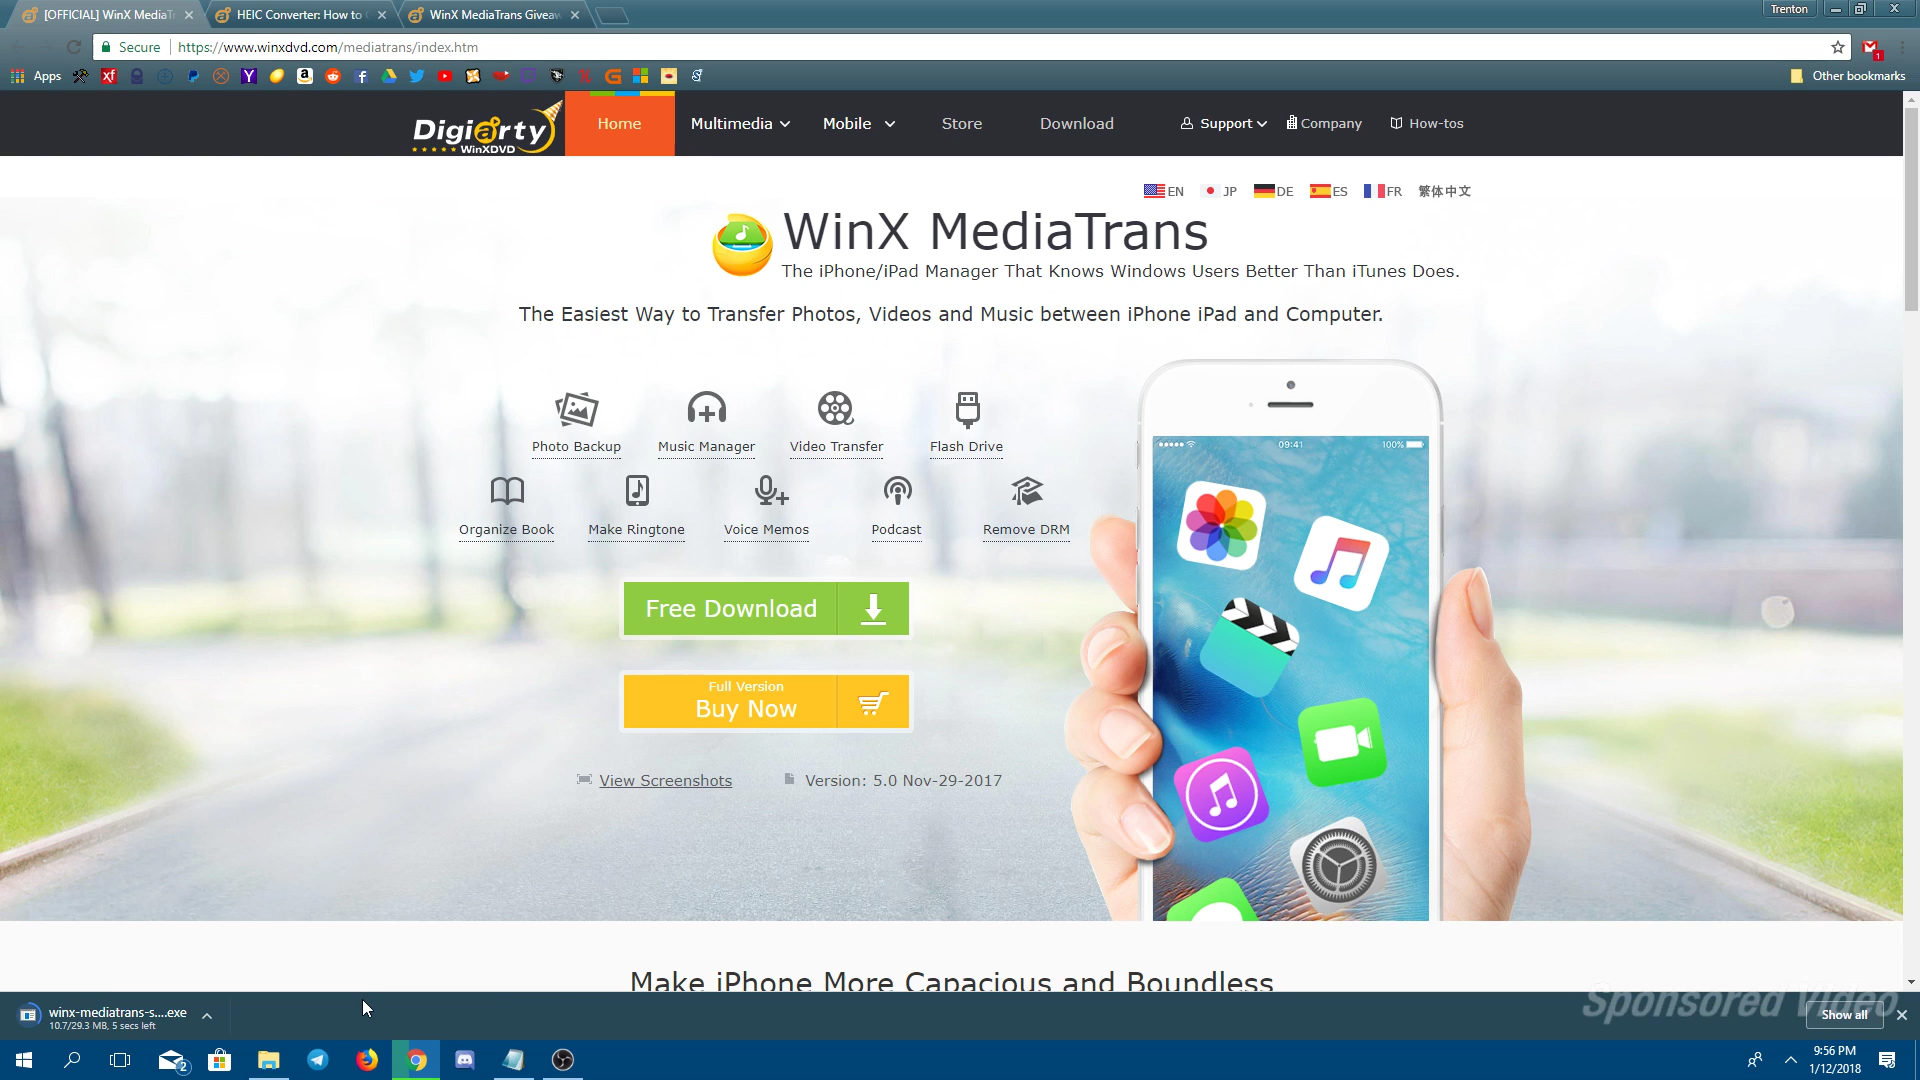 [OFFICIAL] WinX MediaT
HEIC Converter: How to
WinX MediaTrans Giveaw
Trenton
Secure
https://www.winxdvd.com/mediatrans/index.htm
1
Apps
Other bookmarks
Digiarty
WinXDVD
Home
Multimedia
Mobile
Store
Download
Support
Company
How-tos
EN
JP
DE
ES
FR
繁体中文
WinX MediaTrans
The iPhone/iPad Manager That Knows Windows Users Better Than iTunes Does.
The Easiest Way to Transfer Photos, Videos and Music between iPhone iPad and Computer.
Photo Backup
Music Manager
Video Transfer
Flash Drive
Organize Book
Make Ringtone
Voice Memos
Podcast
Remove DRM
09:41
100%
Free Download
Full Version
Buy Now
View Screenshots
Version: 5.0 Nov-29-2017
Make iPhone More Capacious and Boundless
winx-mediatrans-s....exe
10.7/29.3 MB, 5 secs left
Sponsored Video
Show all
2
9:56 PM
1/12/2018